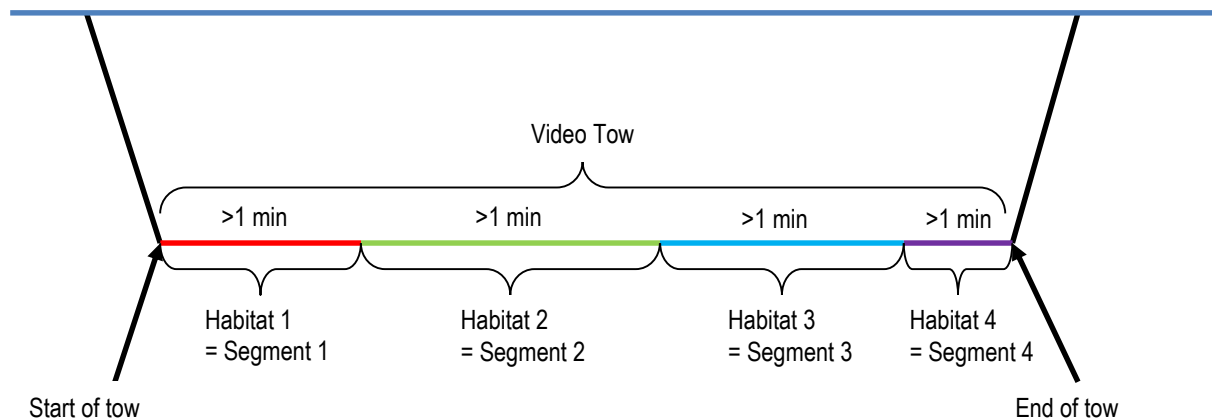 Video Tow
>1 min
>1 min
>1 min
>1 min
Habitat 1
= Segment 1
Habitat 2
= Segment 2
Habitat 3
= Segment 3
Habitat 4
= Segment 4
Start of tow
End of tow